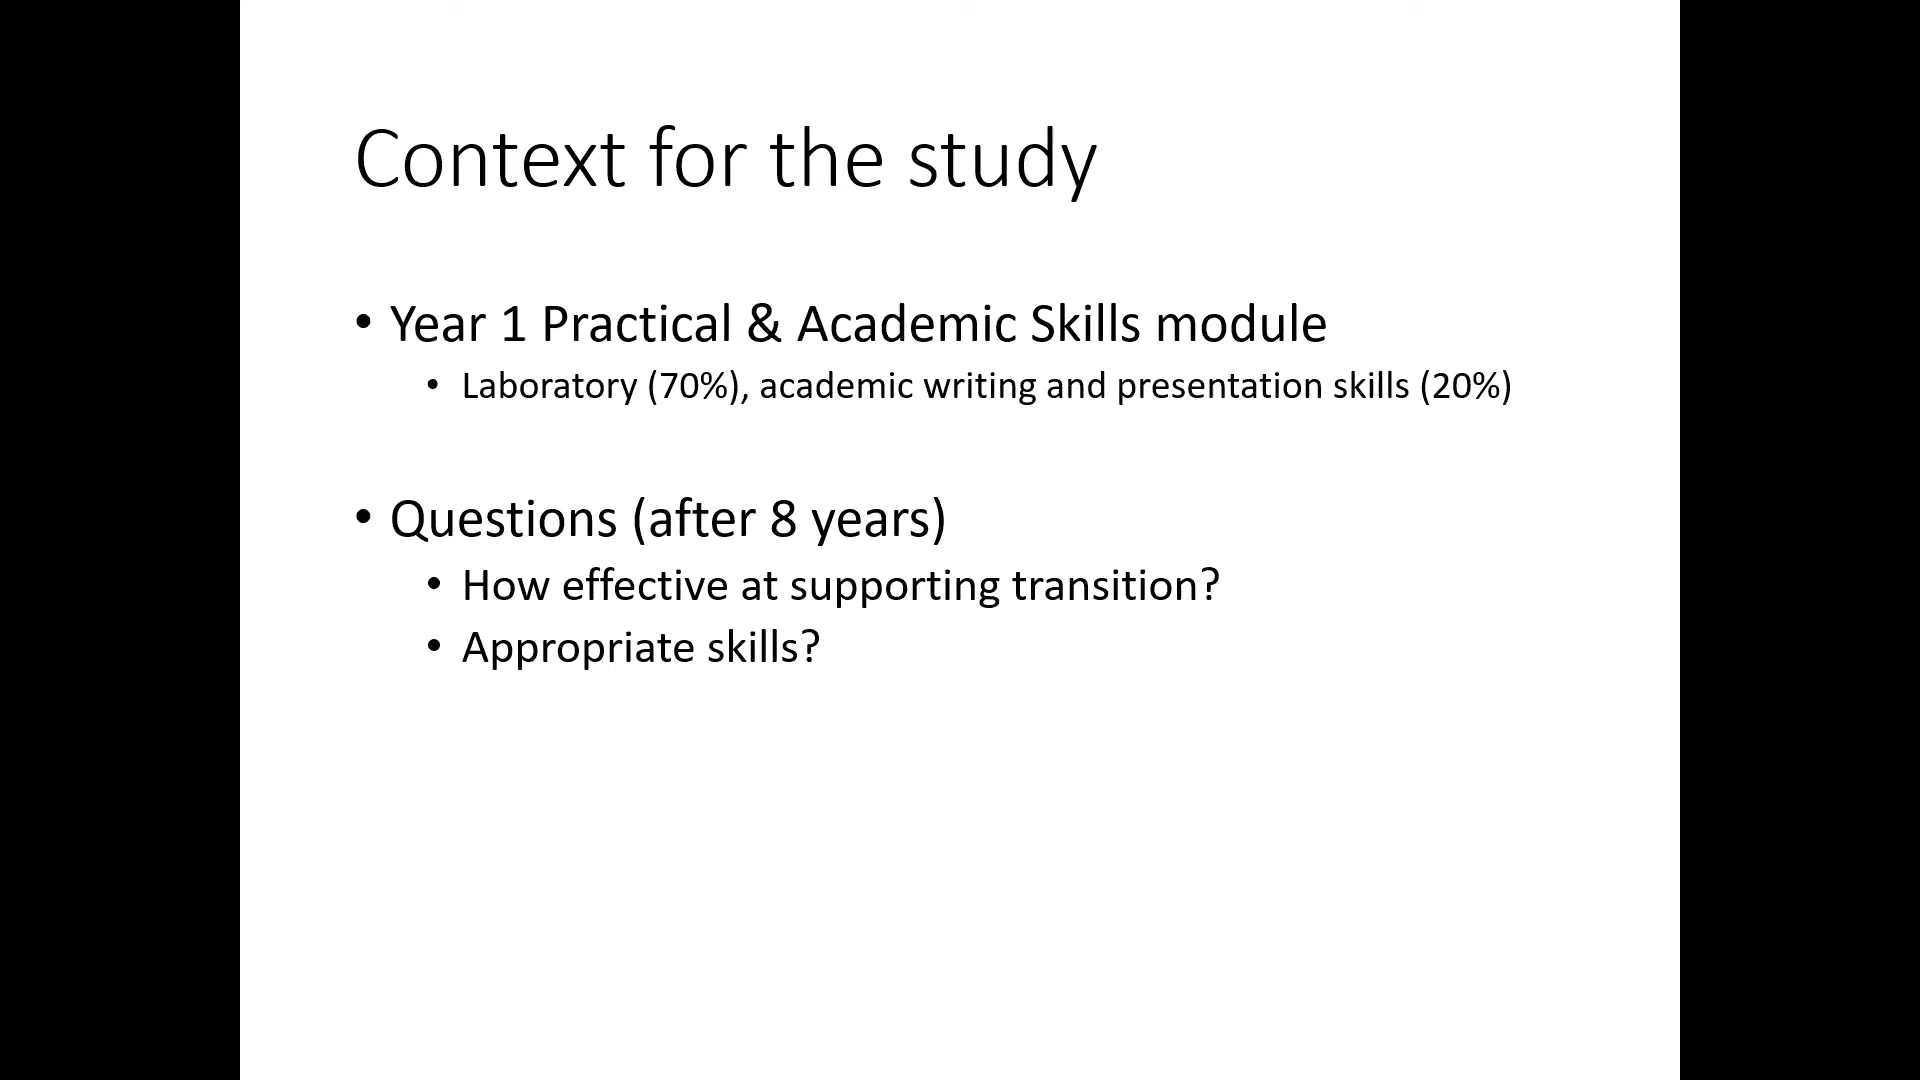 Context for the study
• Year 1 Practical & Academic Skills module
• Laboratory (70%), academic writing and presentation skills (20%)
• Questions (after 8 years)
• How effective at supporting transition?
• Appropriate skills?